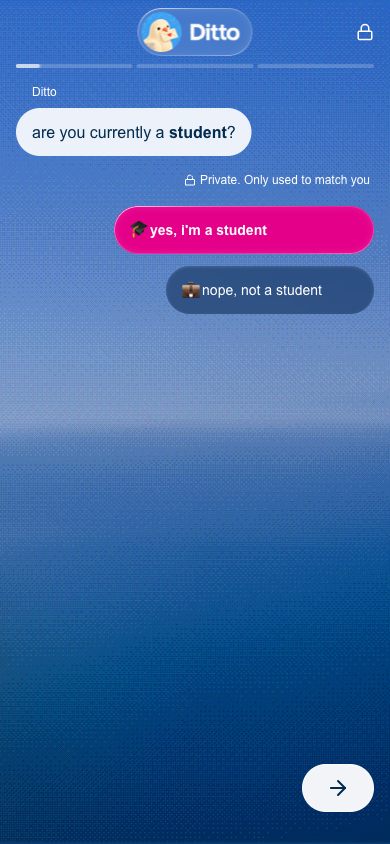 Ditto
Ditto
are you currently a student?
Private. Only used to match you
🎓yes, i'm a student
💼nope, not a student